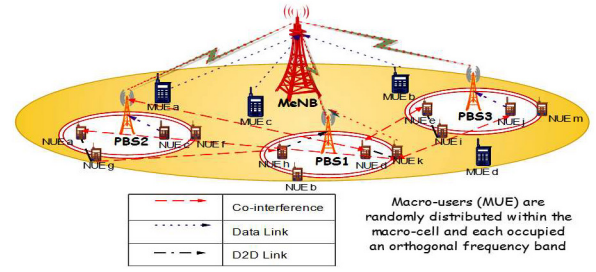 MUE a
MUE c
MeNB
MUE b
PBS3
NUE e
NUE j
NUE m
NUE i
PBS2
NUE a
NUE c
NUE f
NUE g
PBS1
NUE h
NUE d
NUE k
NUE b
MUE d
Co-interference
Data Link
D2D Link
Macro-users (MUE) are
randomly distributed within the
macro-cell and each occupied
an orthogonal frequency band